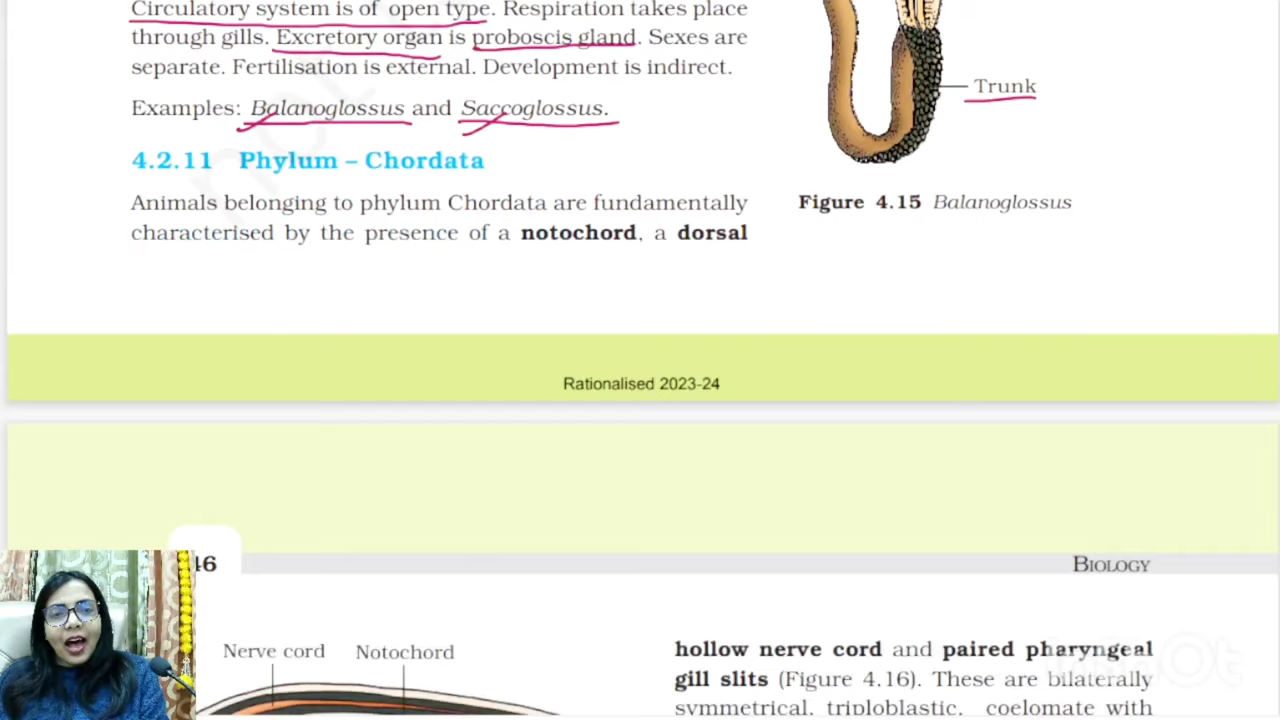 Circulatory system is of open type. Respiration takes place
through gills. Excretory organ is proboscis gland. Sexes are
separate. Fertilisation is external. Development is indirect.
Examples: Balanoglossus and Saccoglossus.
Trunk
4.2.11 Phylum – Chordata
Animals belonging to phylum Chordata are fundamentally
characterised by the presence of a notochord, a dorsal
Figure 4.15 Balanoglossus
Rationalised 2023-24
46
BIOLOGY
Nerve cord
Notochord
hollow nerve cord and paired pharyngeal
gill slits (Figure 4.16). These are bilaterally
symmetrical, triploblastic, coelomate with